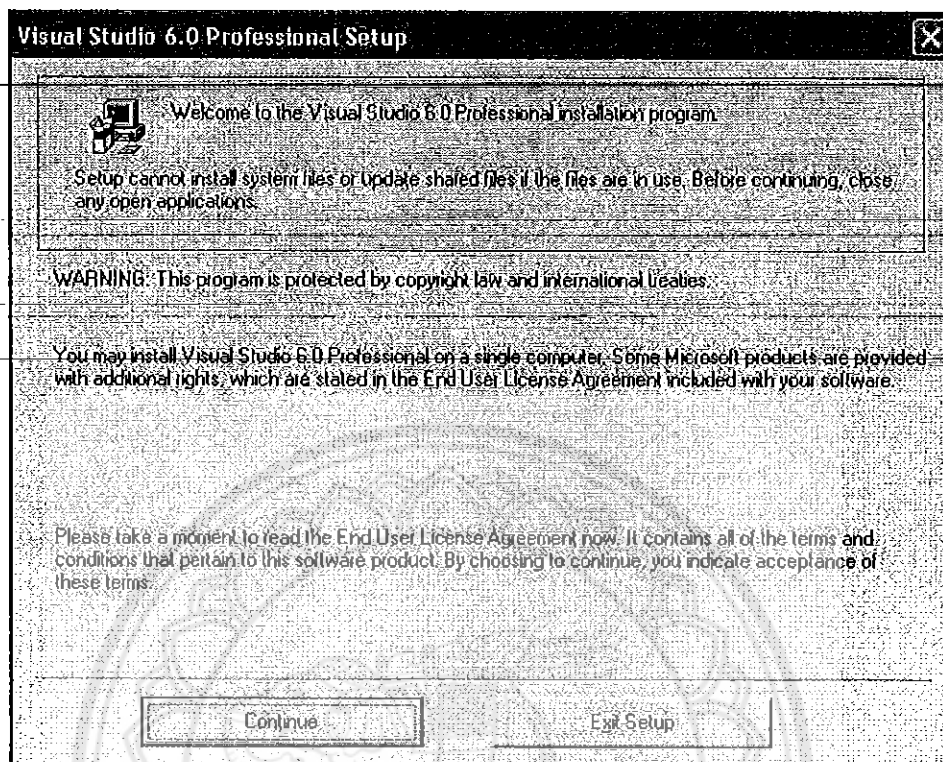 Visual Studio 6.0 Professional Setup
Welcome to the Visual Studio 6.0 Professional installation program.
Setup cannot install system files or update shared files if the files are in use. Before continuing, close
any open applications.
WARNING: This program is protected by copyright law and international treaties.
You may install Visual Studio 6.0 Professional on a single computer. Some Microsoft products are provided
with additional rights, which are stated in the End User License Agreement included with your software.
Please take a moment to read the End User License Agreement now. It contains all of the terms and
conditions that pertain to this software product. By choosing to continue, you indicate acceptance of
these terms.
Continue
Exit Setup